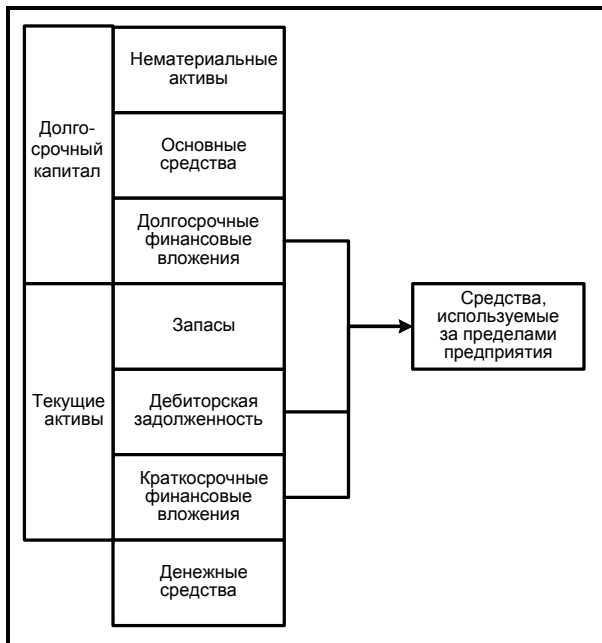 Нематериальные
активы
Долго-
срочный
капитал
Основные
средства
Долгосрочные
финансовые
вложения
Средства,
используемые
за пределами
предприятия
Запасы
Текущие
активы
Дебиторская
задолженность
Краткосрочные
финансовые
вложения
Денежные
средства